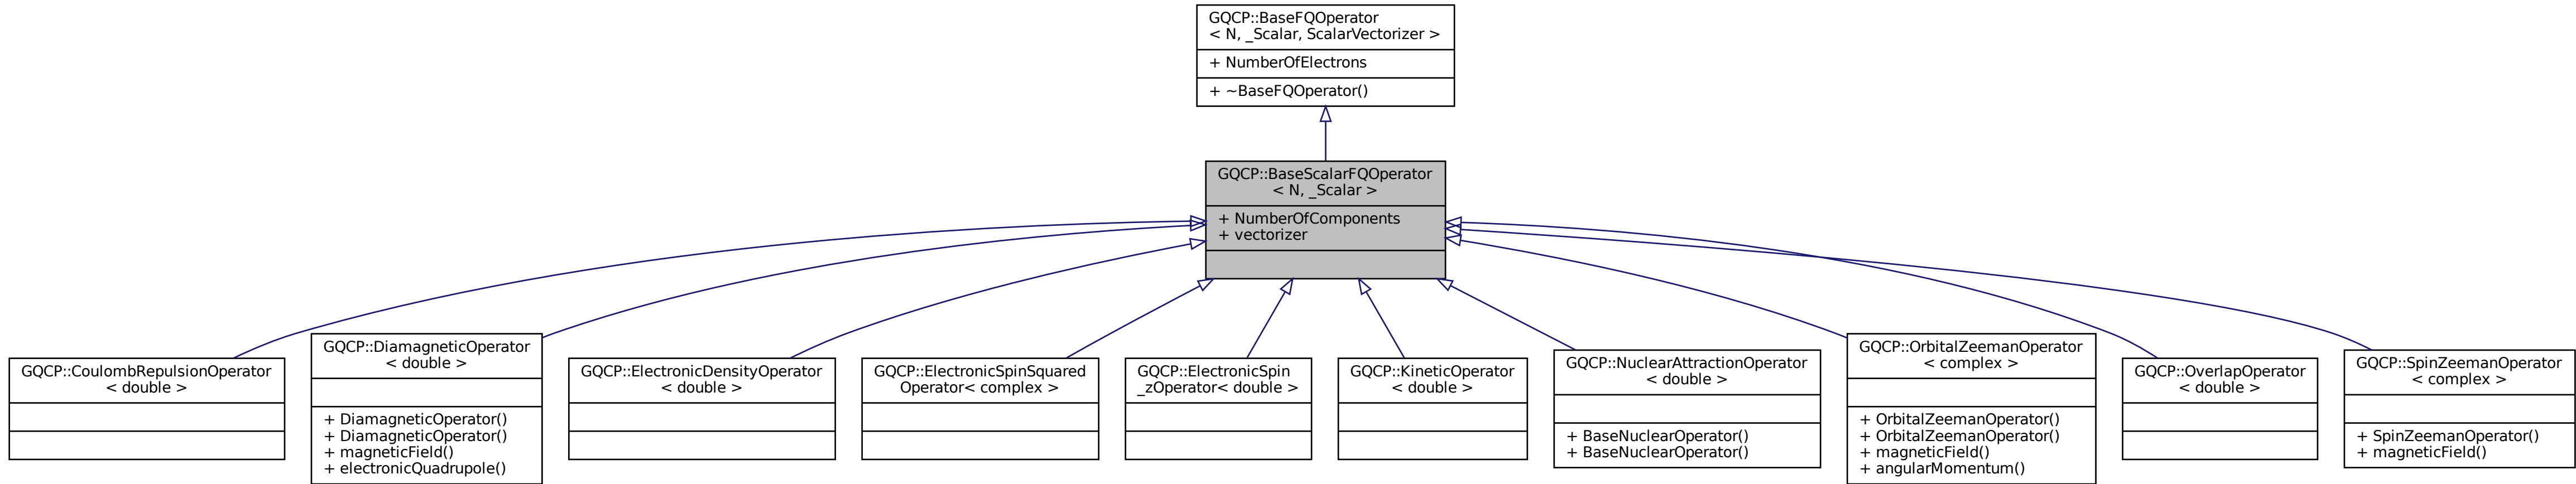 GQCP::BaseFQOperator
< N, _Scalar, ScalarVectorizer >
+ NumberOfElectrons
+ ~BaseFQOperator()
GQCP::BaseScalarFQOperator
< N, _Scalar >
+ NumberOfComponents
+ vectorizer
GQCP::CoulombRepulsionOperator
< double >
GQCP::DiamagneticOperator
< double >
+ DiamagneticOperator()
+ DiamagneticOperator()
+ magneticField()
+ electronicQuadrupole()
GQCP::ElectronicDensityOperator
< double >
GQCP::ElectronicSpinSquared
Operator< complex >
GQCP::ElectronicSpin
_zOperator< double >
GQCP::KineticOperator
< double >
GQCP::NuclearAttractionOperator
< double >
+ BaseNuclearOperator()
+ BaseNuclearOperator()
GQCP::OrbitalZeemanOperator
< complex >
+ OrbitalZeemanOperator()
+ OrbitalZeemanOperator()
+ magneticField()
+ angularMomentum()
GQCP::OverlapOperator
< double >
GQCP::SpinZeemanOperator
< complex >
+ SpinZeemanOperator()
+ magneticField()